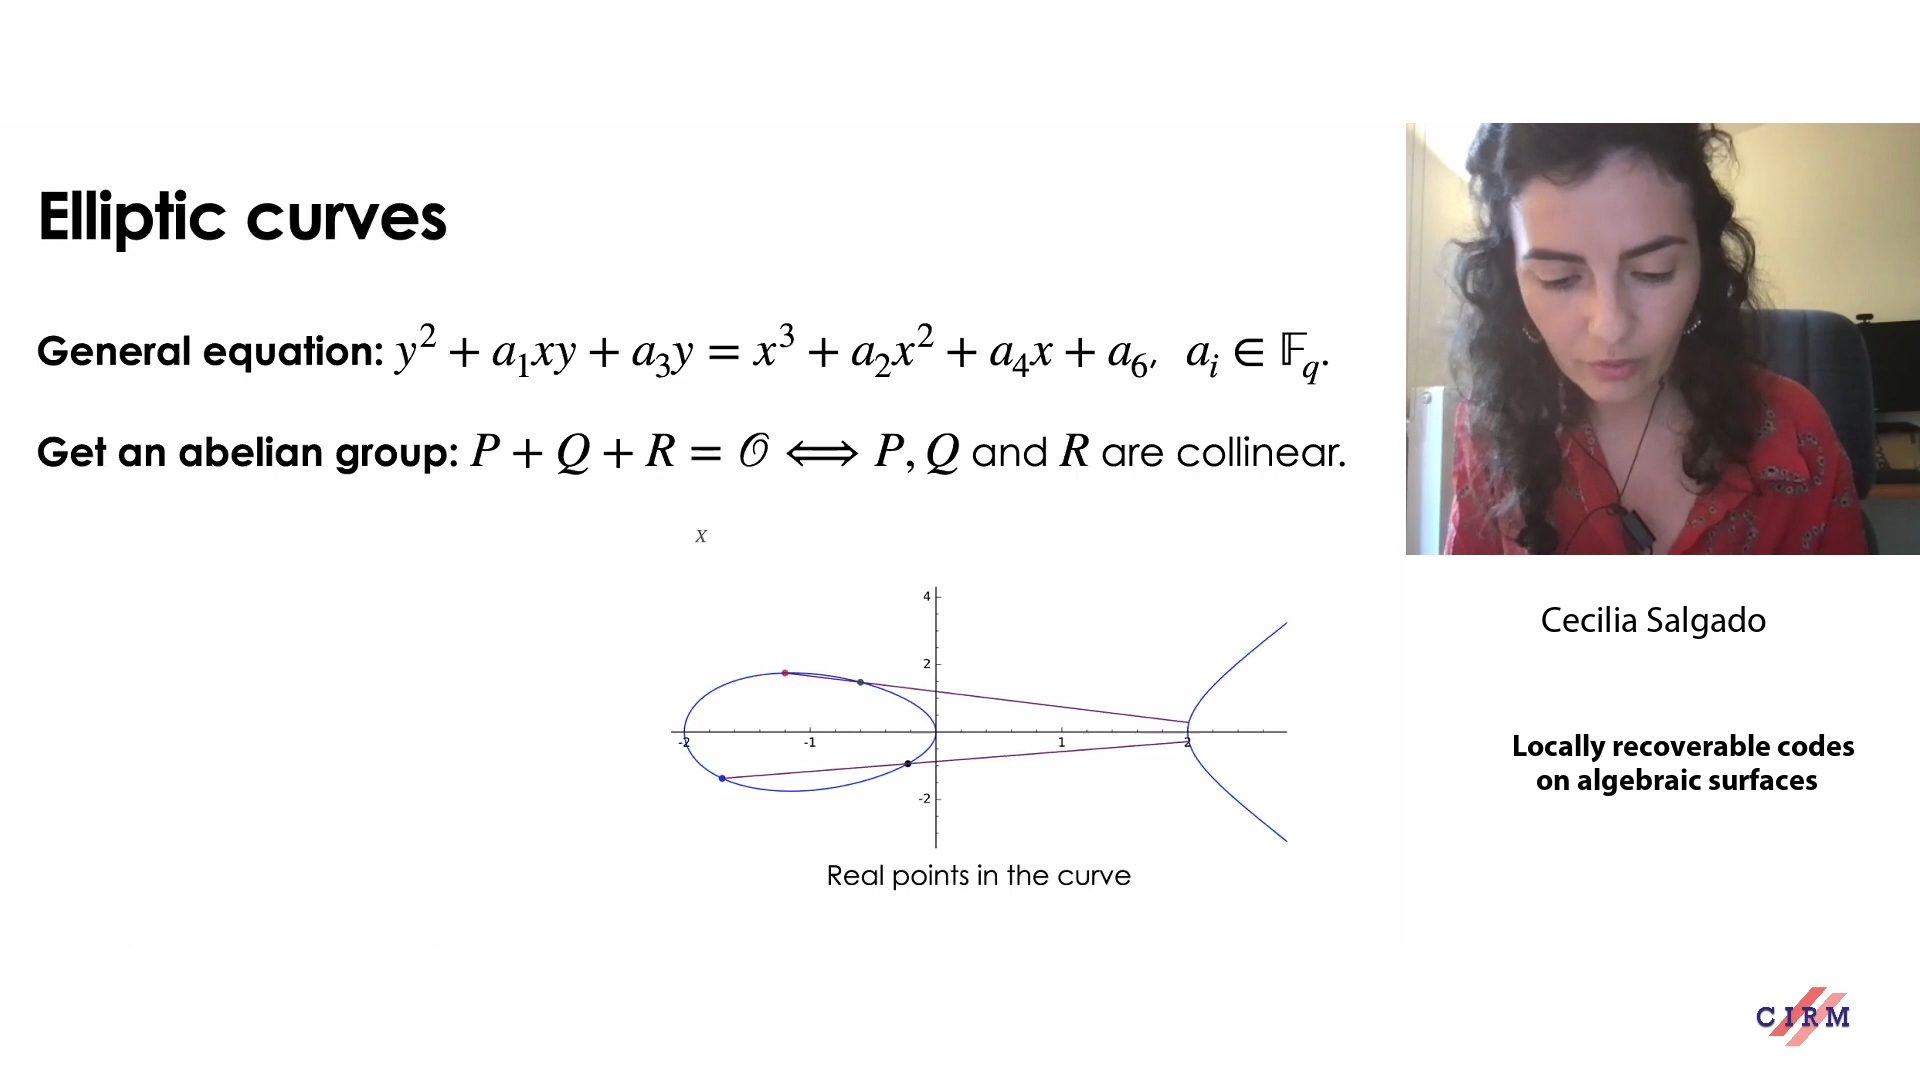 Elliptic curves
General equation: y² + a₁xy + a₃y = x³ + a₂x² + a₄x + a₆, aᵢ ∈ 𝔽_q.
Get an abelian group: P + Q + R = 𝒪 ⟺ P, Q and R are collinear.
x
4
2
-2
-1
1
2
-2
Real points in the curve
Cecilia Salgado
Locally recoverable codes
on algebraic surfaces
CIRM